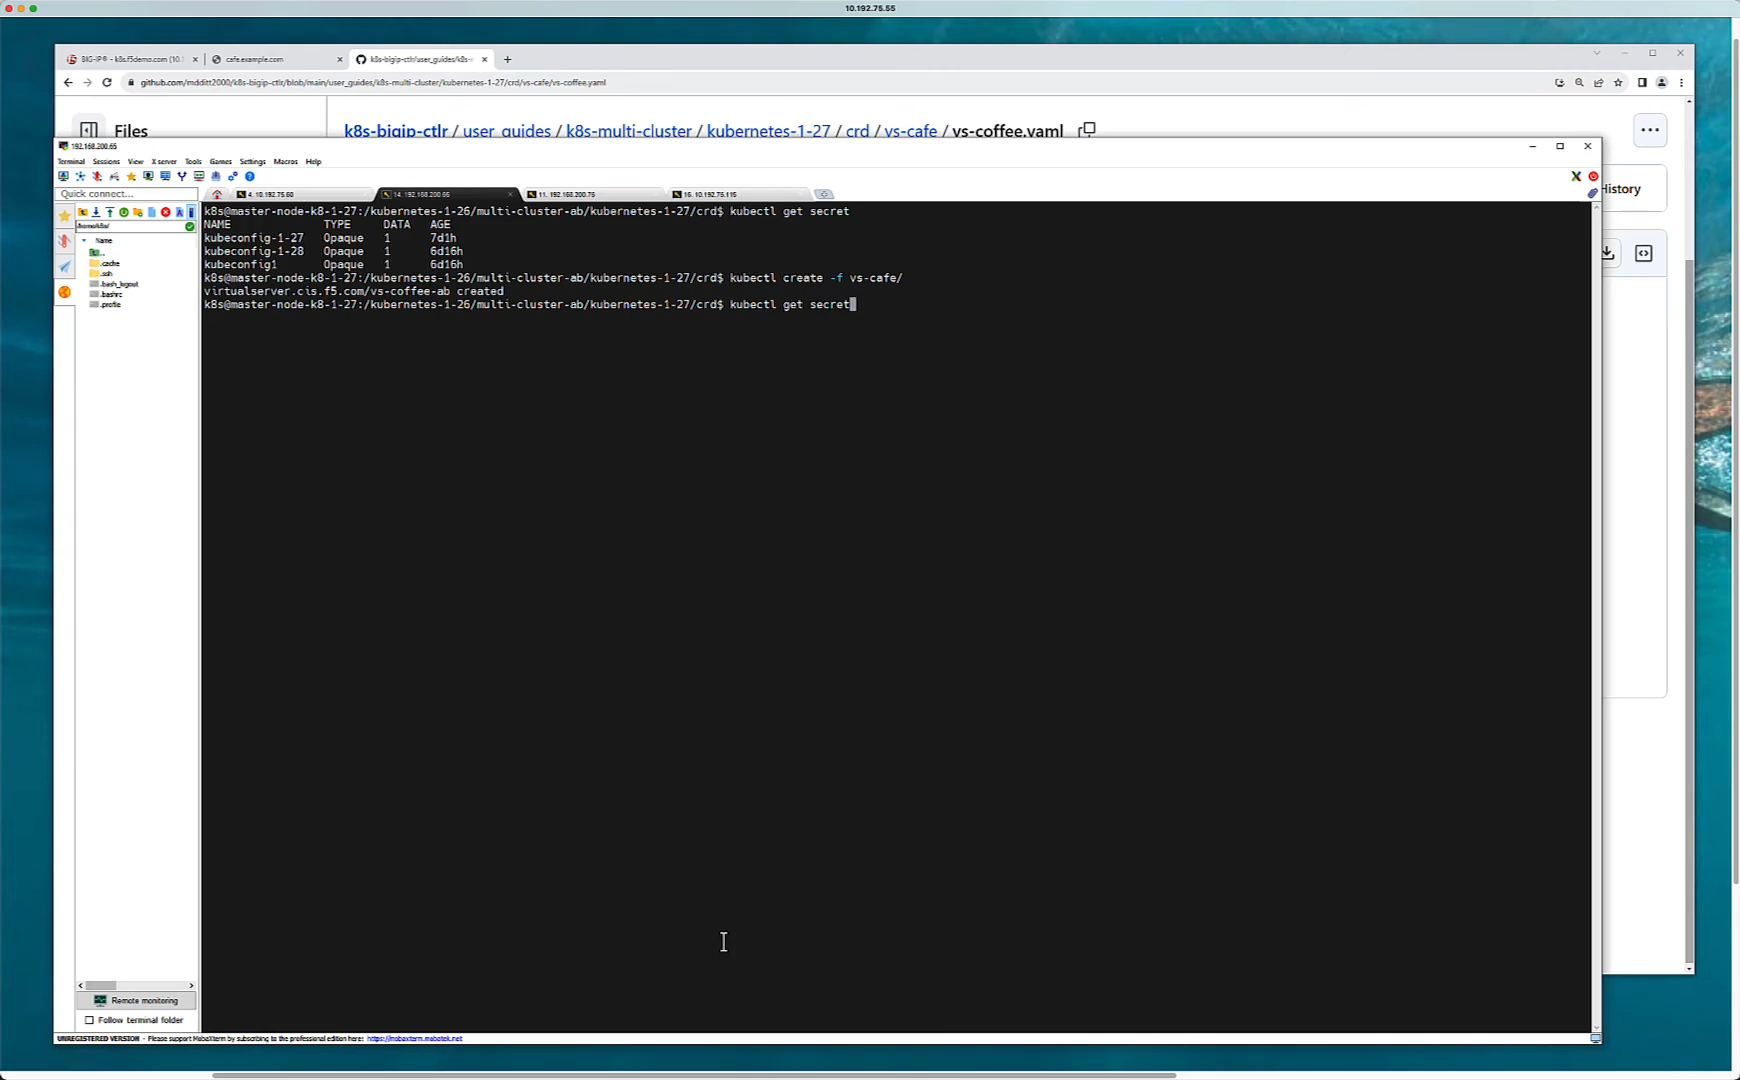 10.192.75.55
BIG-IP® - k8s.f5demo.com (10.1
cafe.example.com
k8s-bigip-ctlr/user_guides/k8s-
github.com/mdditt2000/k8s-bigip-ctlr/blob/main/user_guides/k8s-multi-cluster/kubernetes-1-27/crd/vs-cafe/vs-coffee.yaml
Files
k8s-bigip-ctlr / user_guides / k8s-multi-cluster / kubernetes-1-27 / crd / vs-cafe / vs-coffee.yaml
192.168.200.65
Terminal Sessions View X server Tools Games Settings Macros Help
Quick connect...
4. 10.192.75.60
14. 192.168.200.65
11. 192.168.200.75
16. 10.192.75.115
History
/home/k8s/
Name
..
.cache
.ssh
.bash_logout
.bashrc
.profile
k8s@master-node-k8-1-27:/kubernetes-1-26/multi-cluster-ab/kubernetes-1-27/crd$ kubectl get secret
NAME TYPE DATA AGE
kubeconfig-1-27 Opaque 1 7d1h
kubeconfig-1-28 Opaque 1 6d16h
kubeconfig1 Opaque 1 6d16h
k8s@master-node-k8-1-27:/kubernetes-1-26/multi-cluster-ab/kubernetes-1-27/crd$ kubectl create -f vs-cafe/
virtualserver.cis.f5.com/vs-coffee-ab created
k8s@master-node-k8-1-27:/kubernetes-1-26/multi-cluster-ab/kubernetes-1-27/crd$ kubectl get secret
Remote monitoring
Follow terminal folder
UNREGISTERED VERSION - Please support MobaXterm by subscribing to the professional edition here: https://mobaxterm.mobatek.net